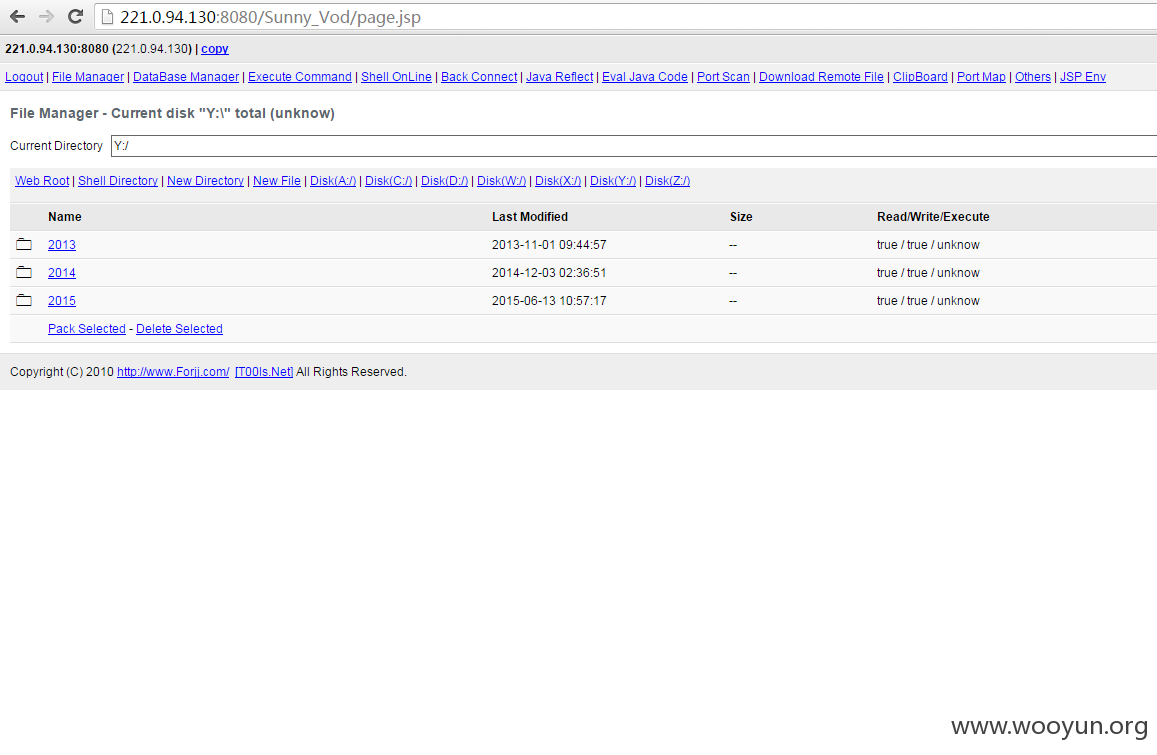 221.0.94.130:8080/Sunny_Vod/page.jsp
221.0.94.130:8080 (221.0.94.130) | copy
Logout | File Manager | DataBase Manager | Execute Command | Shell OnLine | Back Connect | Java Reflect | Eval Java Code | Port Scan | Download Remote File | ClipBoard | Port Map | Others | JSP Env
File Manager - Current disk "Y:\" total (unknow)
Current Directory Y:/
Web Root | Shell Directory | New Directory | New File | Disk(A:/) | Disk(C:/) | Disk(D:/) | Disk(W:/) | Disk(X:/) | Disk(Y:/) | Disk(Z:/)
Name Last Modified Size Read/Write/Execute
2013 2013-11-01 09:44:57 -- true / true / unknow
2014 2014-12-03 02:36:51 -- true / true / unknow
2015 2015-06-13 10:57:17 -- true / true / unknow
Pack Selected - Delete Selected
Copyright (C) 2010 http://www.Forjj.com/ [T00ls.Net] All Rights Reserved.
www.wooyun.org